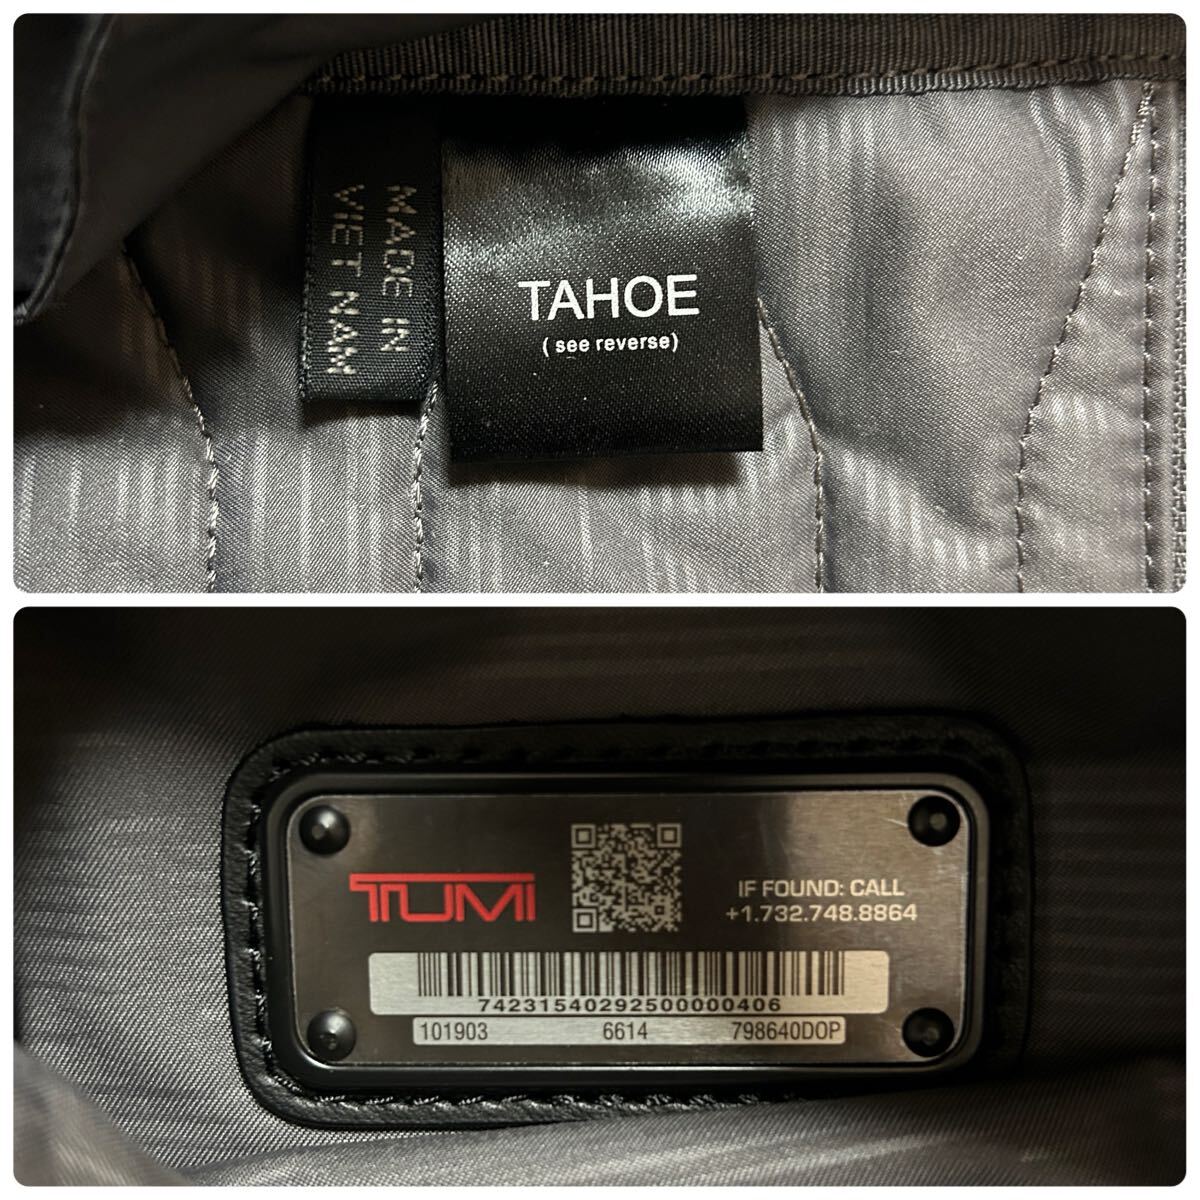 MADE IN
VIET NAM
TAHOE
( see reverse)
TUMI
IF FOUND: CALL
+1.732.748.8864
74231540292500000406
101903 6614 798640DOP